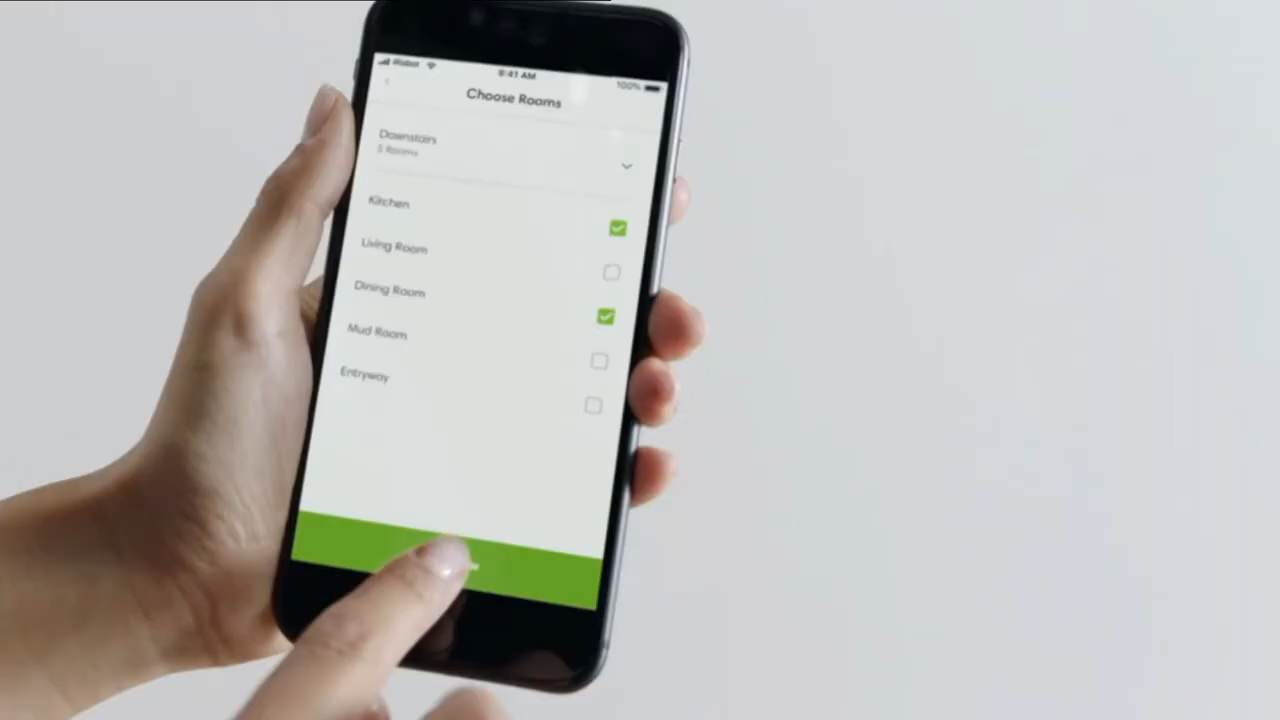 iRobot
9:41 AM
100%
Choose Rooms
Downstairs
5 Rooms
Kitchen
Living Room
Dining Room
Mud Room
Entryway